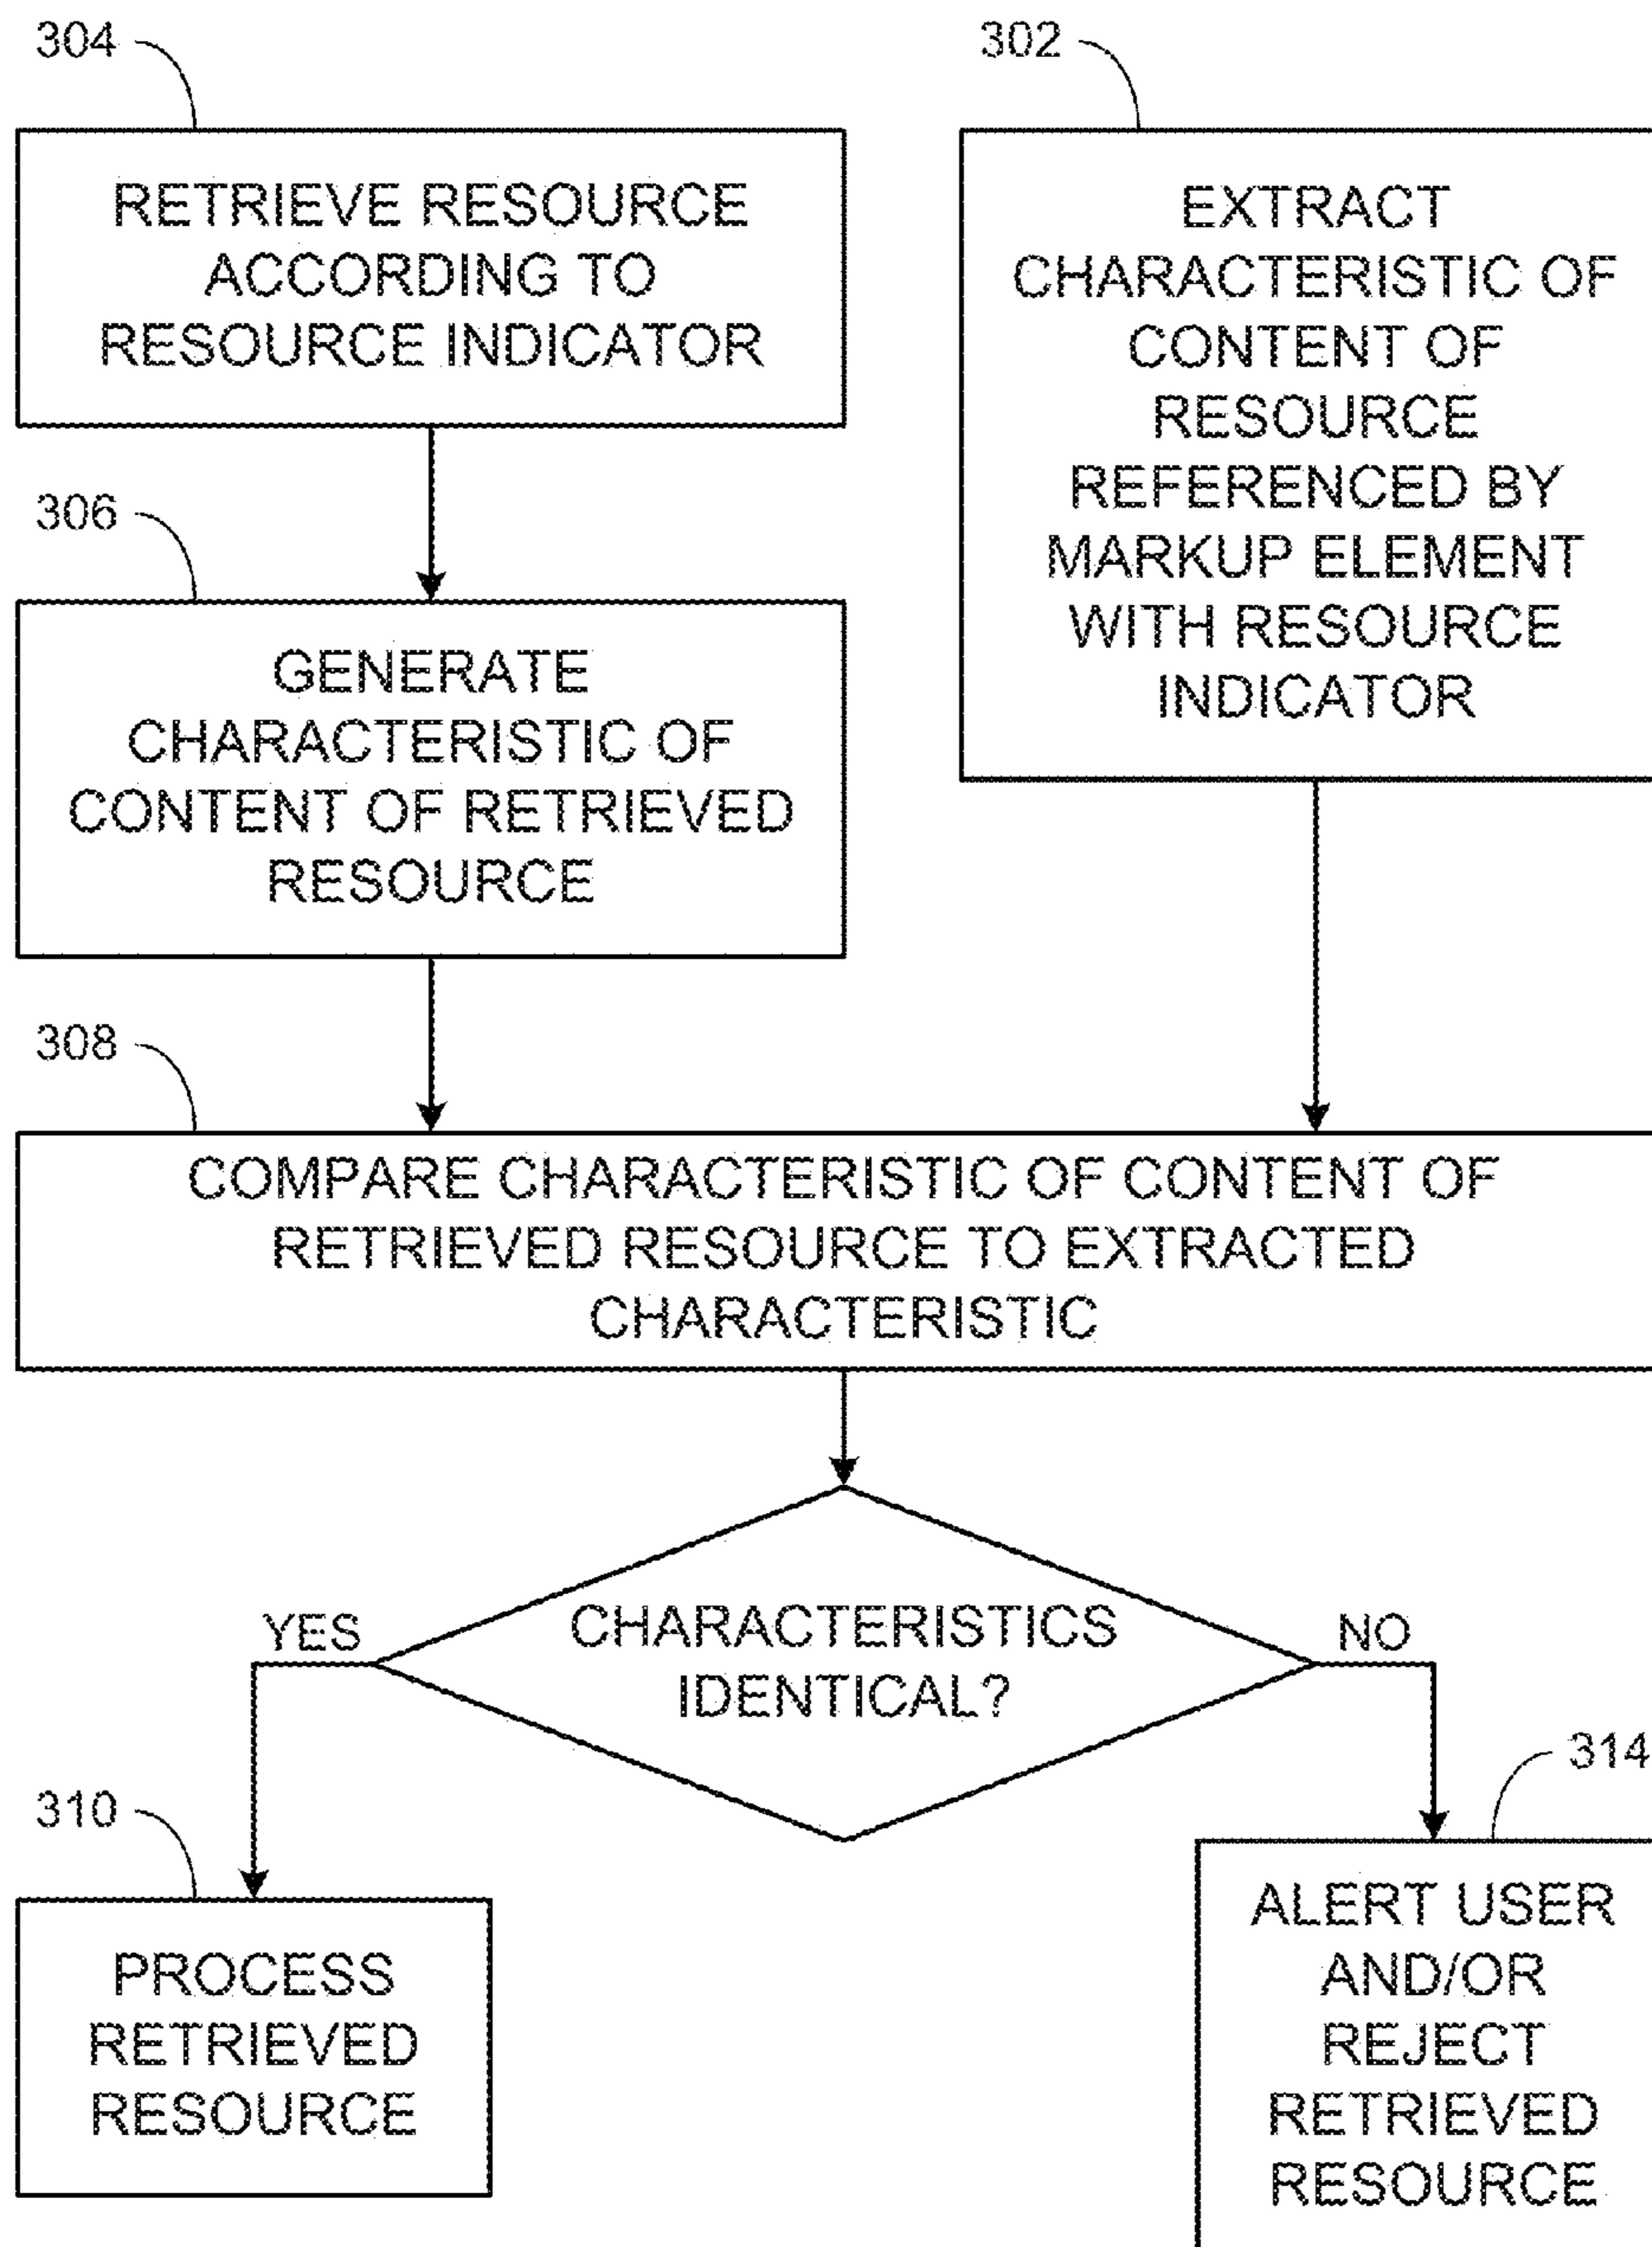 304
302
RETRIEVE RESOURCE
ACCORDING TO
RESOURCE INDICATOR
EXTRACT
CHARACTERISTIC OF
CONTENT OF
RESOURCE
REFERENCED BY
MARKUP ELEMENT
WITH RESOURCE
INDICATOR
306
GENERATE
CHARACTERISTIC OF
CONTENT OF RETRIEVED
RESOURCE
308
COMPARE CHARACTERISTIC OF CONTENT OF
RETRIEVED RESOURCE TO EXTRACTED
CHARACTERISTIC
CHARACTERISTICS
IDENTICAL?
YES
NO
310
PROCESS
RETRIEVED
RESOURCE
314
ALERT USER
AND/OR
REJECT
RETRIEVED
RESOURCE